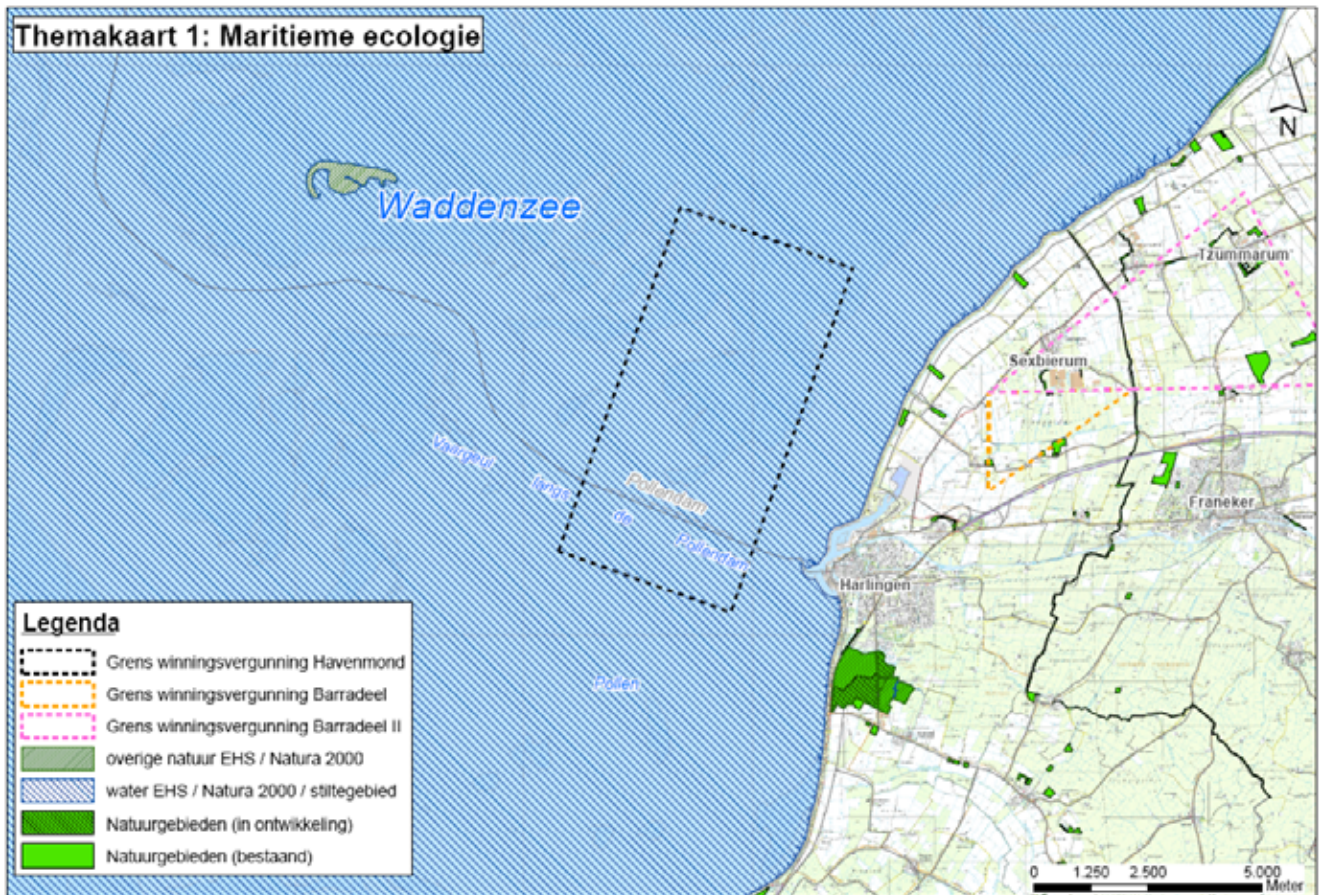 Themakaart 1: Maritieme ecologie
N
Waddenzee
Tzummarum
Sexbierum
Pollendam
Vaargeul langs de Pollendam
Franeker
Harlingen
Pollen
Legenda
Grens winningsvergunning Havenmond
Grens winningsvergunning Barradeel
Grens winningsvergunning Barradeel II
overige natuur EHS / Natura 2000
water EHS / Natura 2000 / stiltegebied
Natuurgebieden (in ontwikkeling)
Natuurgebieden (bestaand)
0 1.250 2.500 5.000
Meter